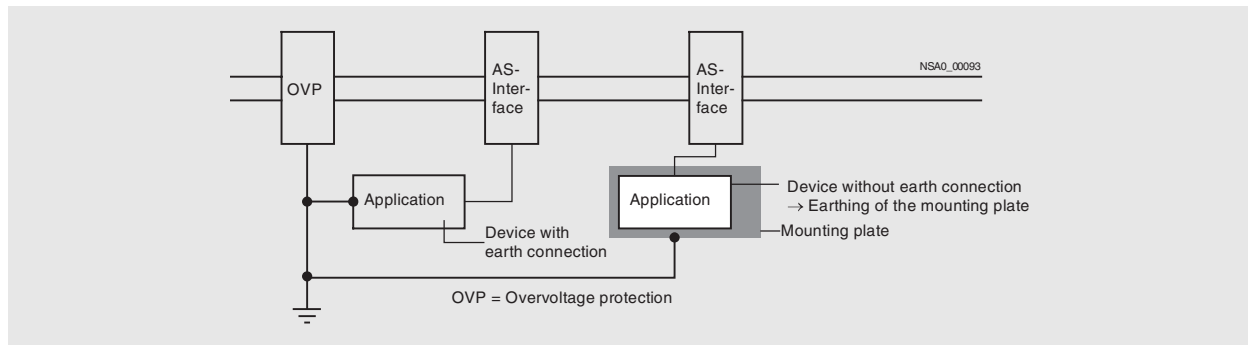 NSA0_00093
OVP
AS-
Inter-
face
AS-
Inter-
face
Application
Device with
earth connection
Application
Device without earth connection
→ Earthing of the mounting plate
Mounting plate
OVP = Overvoltage protection